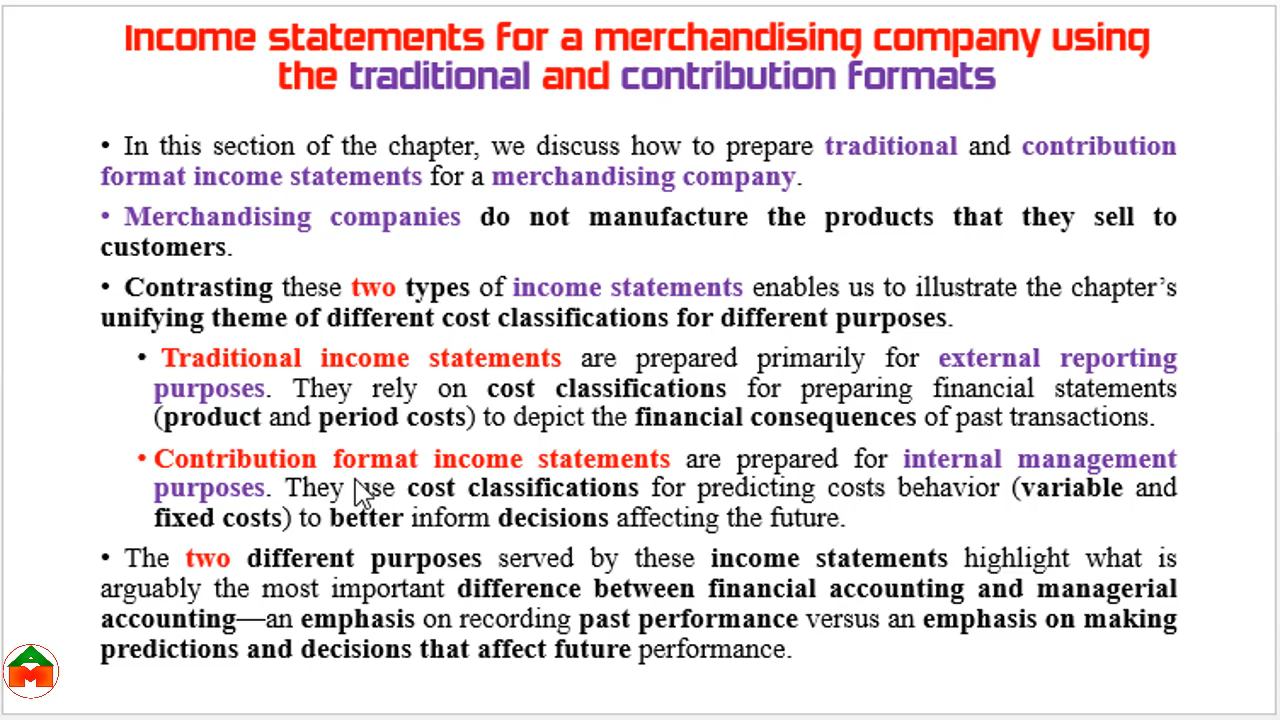 Income statements for a merchandising company using
the traditional and contribution formats
• In this section of the chapter, we discuss how to prepare traditional and contribution
format income statements for a merchandising company.
• Merchandising companies do not manufacture the products that they sell to
customers.
• Contrasting these two types of income statements enables us to illustrate the chapter’s
unifying theme of different cost classifications for different purposes.
• Traditional income statements are prepared primarily for external reporting
purposes. They rely on cost classifications for preparing financial statements
(product and period costs) to depict the financial consequences of past transactions.
• Contribution format income statements are prepared for internal management
purposes. They use cost classifications for predicting costs behavior (variable and
fixed costs) to better inform decisions affecting the future.
• The two different purposes served by these income statements highlight what is
arguably the most important difference between financial accounting and managerial
accounting—an emphasis on recording past performance versus an emphasis on making
predictions and decisions that affect future performance.